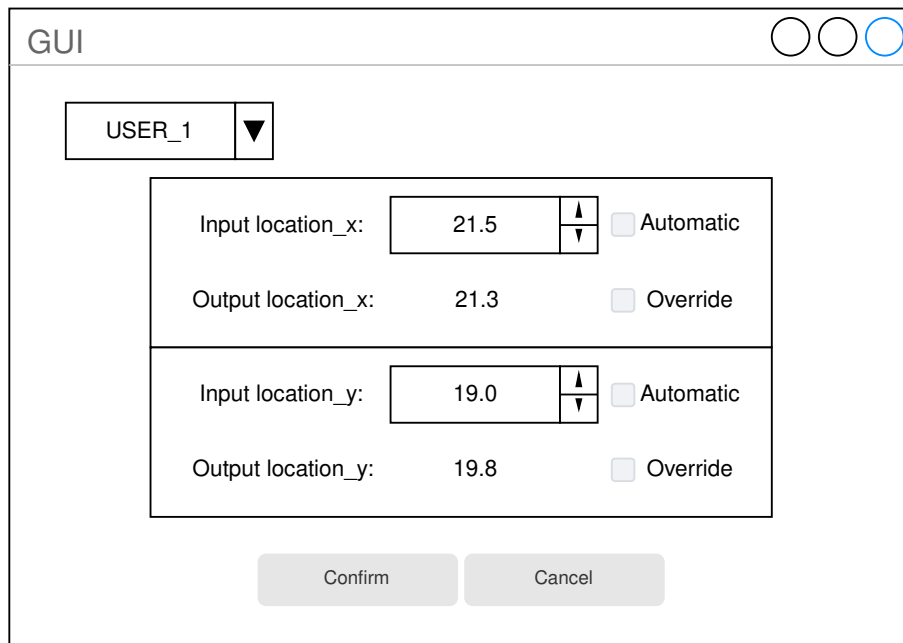 GUI
USER_1
Input location_x: 21.5 Automatic
Output location_x: 21.3 Override
Input location_y: 19.0 Automatic
Output location_y: 19.8 Override
Confirm Cancel